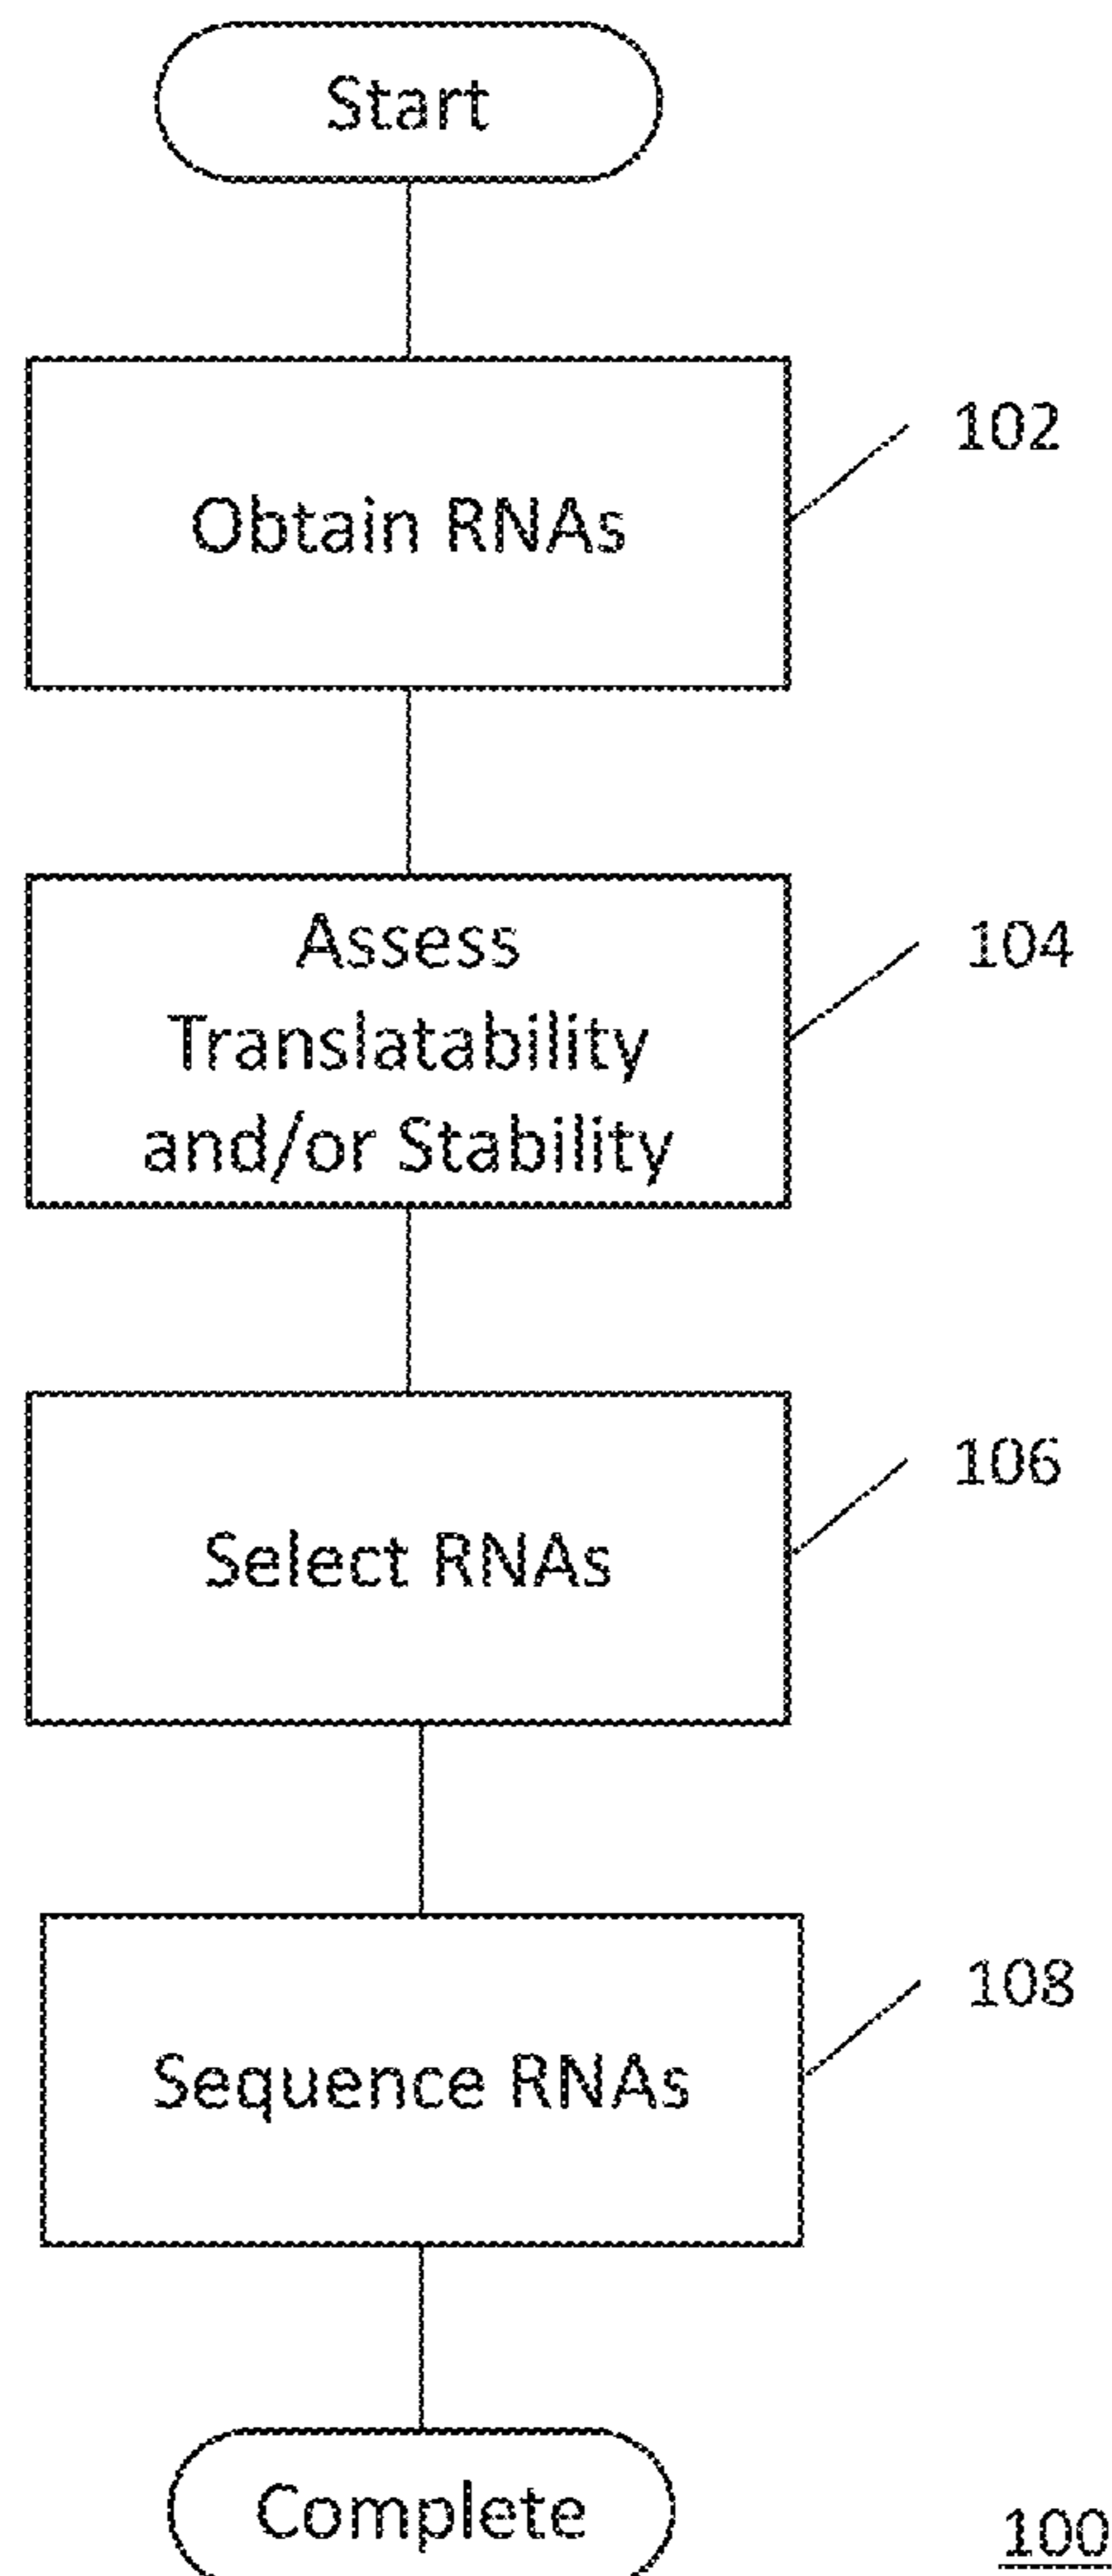 Start
Obtain RNAs
102
Assess
Translatability
and/or Stability
104
Select RNAs
106
Sequence RNAs
108
Complete
100